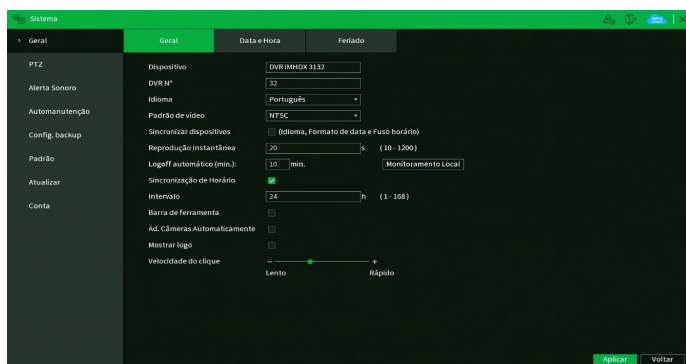 Sistema
> Geral
PTZ
Alerta Sonoro
Automanutenção
Config. backup
Padrão
Atualizar
Conta
Geral Data e Hora Feriado
Dispositivo DVR iMHDX 3132
DVR N° 32
Idioma Português
Padrão de vídeo NTSC
Sincronizar dispositivos (Idioma, Formato de data e Fuso horário)
Reprodução Instantânea 20 s (10 - 1200)
Logoff automático (min.): 10 min. Monitoramento Local
Sincronização de Horário
Intervalo 24 h (1 - 168)
Barra de ferramenta
Ad. Câmeras Automaticamente
Mostrar logo
Velocidade do clique - +
Lento Rápido
Aplicar Voltar